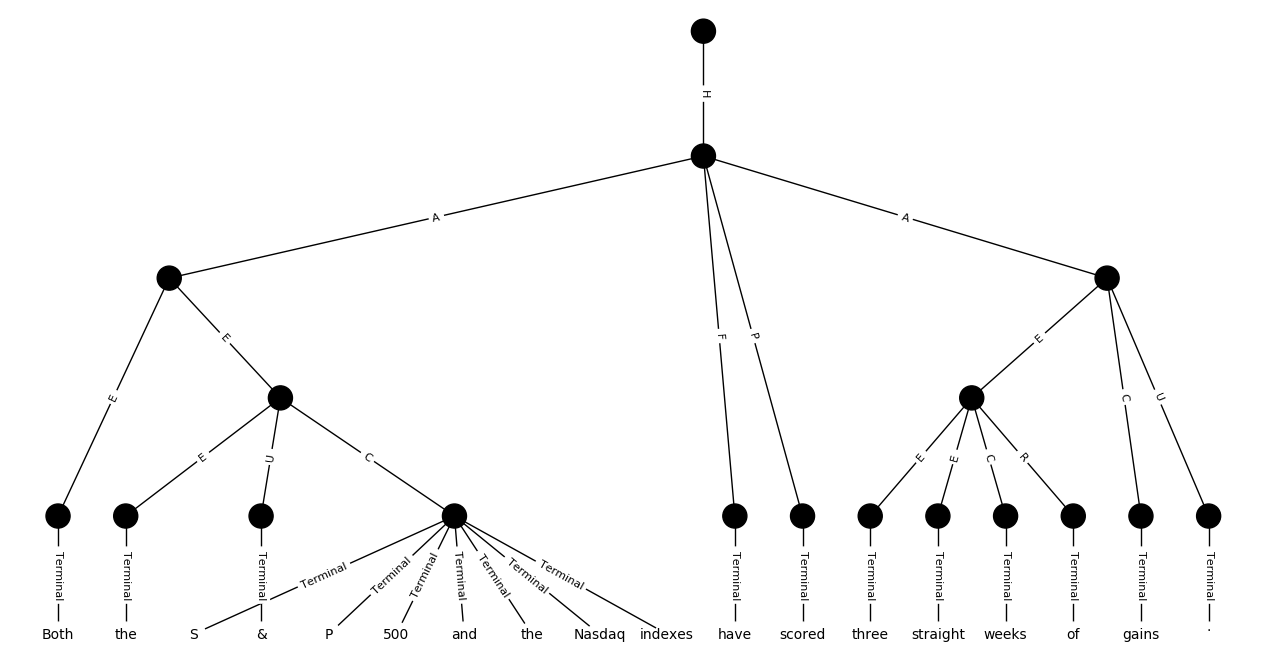 H
A A
F P
E E
E C U
E U C E E C R
Terminal Terminal Terminal Terminal Terminal Terminal Terminal Terminal Terminal Terminal Terminal Terminal Terminal Terminal Terminal Terminal Terminal Terminal
Both the S & P 500 and the Nasdaq indexes have scored three straight weeks of gains .